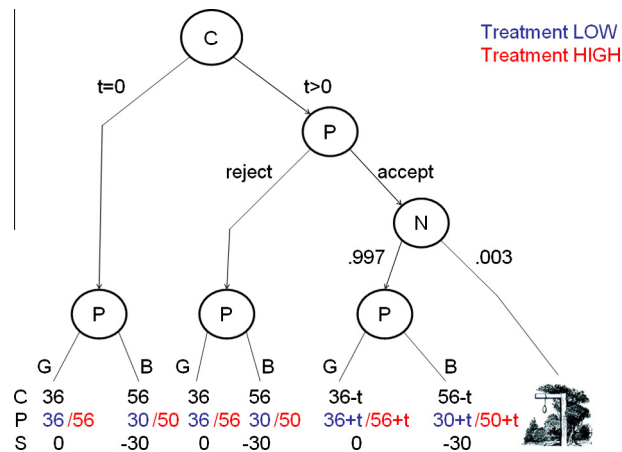 C
Treatment LOW
Treatment HIGH
t=0
t>0
P
reject
accept
N
.997
.003
P
P
P
G
B
G
B
G
B
C 36 56 36 56 36-t 56-t
P 36 /56 30 /50 36 /56 30 /50 36+t /56+t 30+t /50+t
S 0 -30 0 -30 0 -30